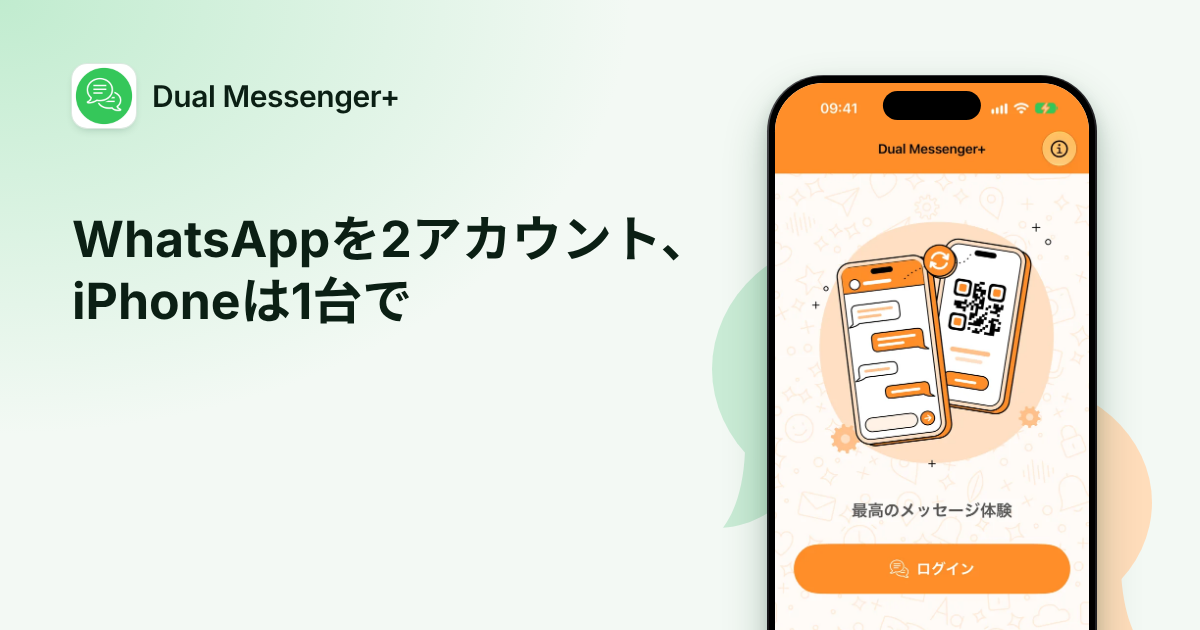 Dual Messenger+
WhatsAppを2アカウント、
iPhoneは1台で
09:41
Dual Messenger+
最高のメッセージ体験
ログイン